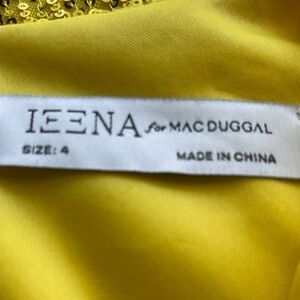 IEENA for MAC DUGGAL
SIZE: 4
MADE IN CHINA